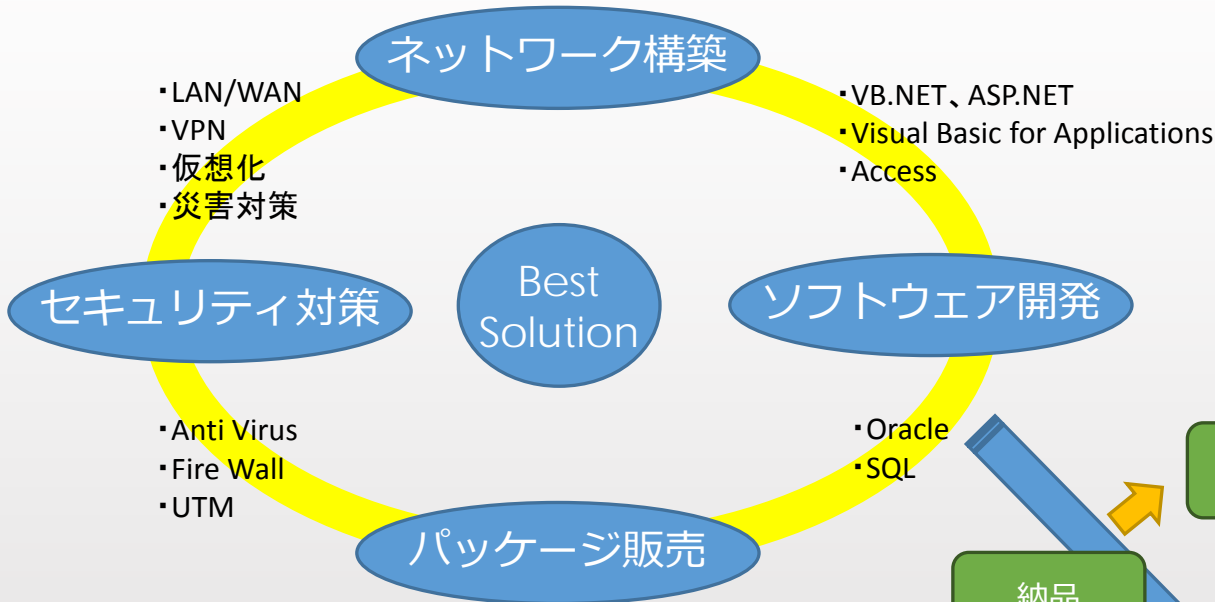 ネットワーク構築
・LAN/WAN
・VPN
・仮想化
・災害対策
・VB.NET、ASP.NET
・Visual Basic for Applications
・Access
セキュリティ対策
Best
Solution
ソフトウェア開発
・Anti Virus
・Fire Wall
・UTM
・Oracle
・SQL
パッケージ販売
納品